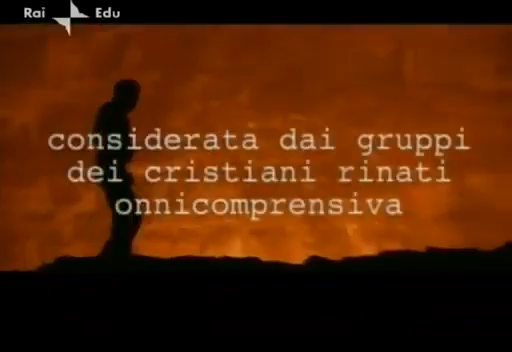 Rai Edu
considerata dai gruppi
dei cristiani rinati
onnicomprensiva